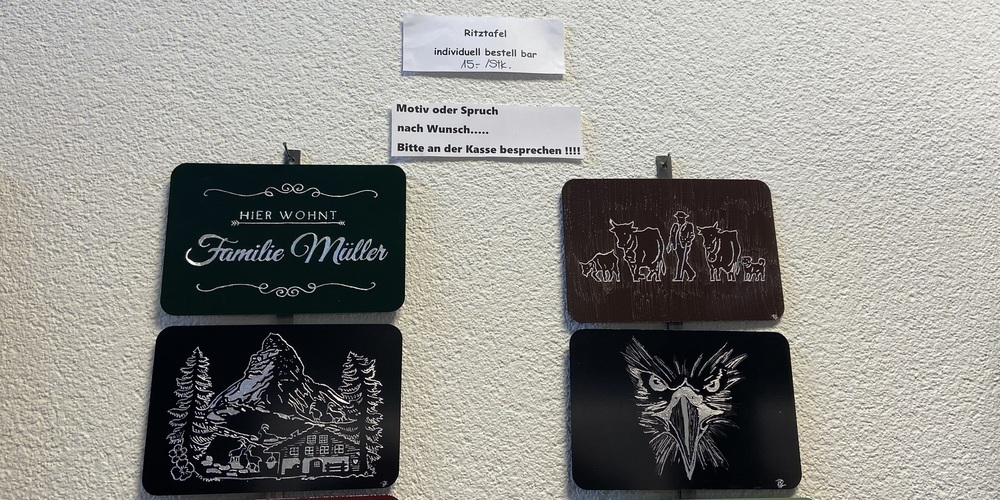 Ritztafel
individuell bestell bar
15.- /Stk.
Motiv oder Spruch
nach Wunsch.....
Bitte an der Kasse besprechen !!!!
HIER WOHNT
Familie Müller